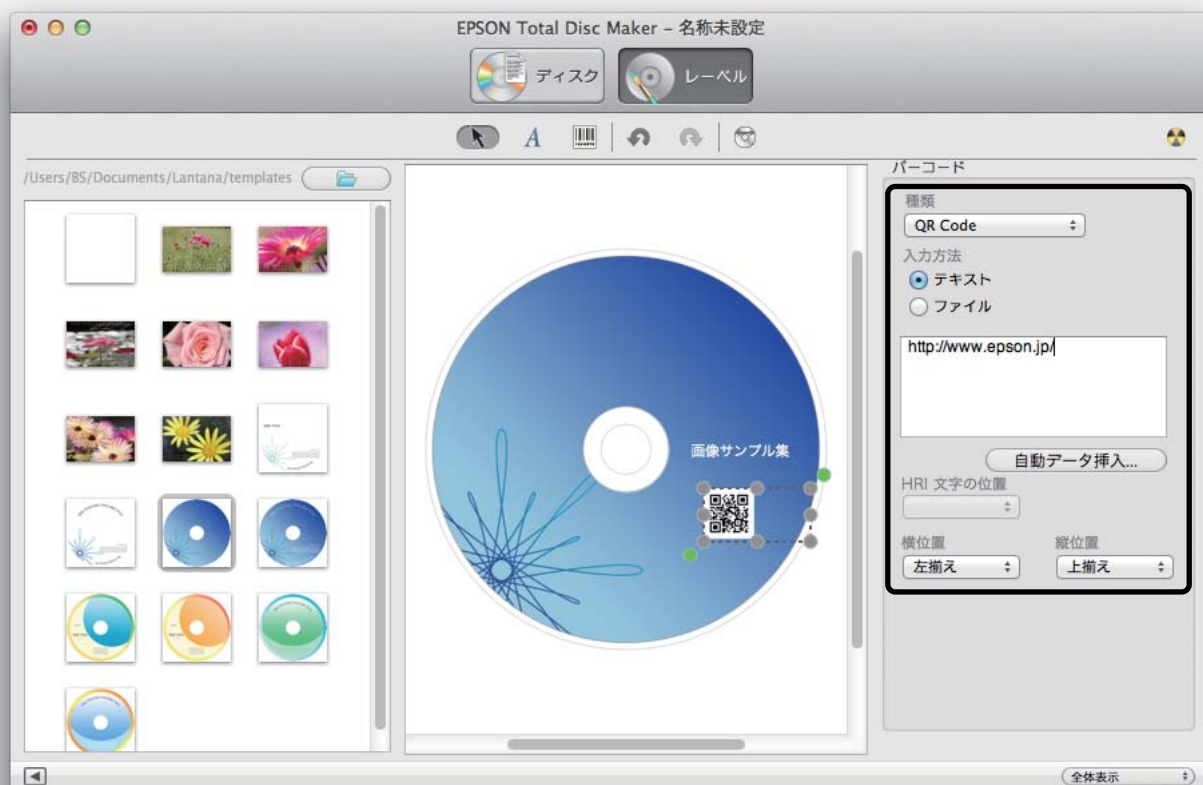 EPSON Total Disc Maker – 名称未設定
ディスク
レーベル
A
/Users/BS/Documents/Lantana/templates
画像サンプル集
バーコード
種類
QR Code
入力方法
テキスト
ファイル
http://www.epson.jp/
自動データ挿入...
HRI 文字の位置
横位置
縦位置
左揃え
上揃え
全体表示